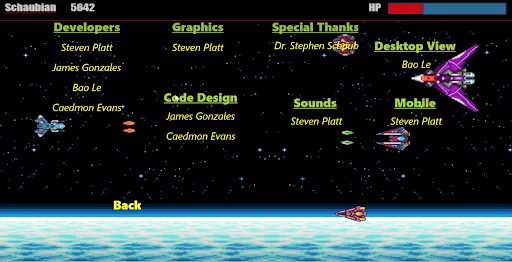 Schaubian 5642 HP
Developers
Steven Platt
James Gonzales
Bao Le
Caedmon Evans
Graphics
Steven Platt
Code Design
James Gonzales
Caedmon Evans
Special Thanks
Dr. Stephen Schaub
Sounds
Steven Platt
Desktop View
Bao Le
Mobile
Steven Platt
Back